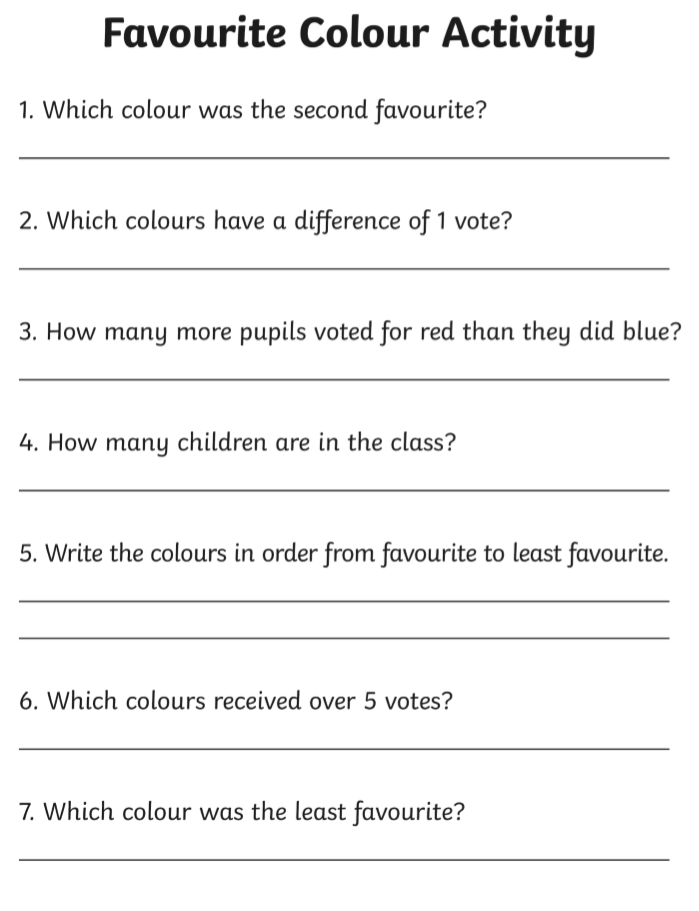 Favourite Colour Activity
1. Which colour was the second favourite?
2. Which colours have a difference of 1 vote?
3. How many more pupils voted for red than they did blue?
4. How many children are in the class?
5. Write the colours in order from favourite to least favourite.
6. Which colours received over 5 votes?
7. Which colour was the least favourite?